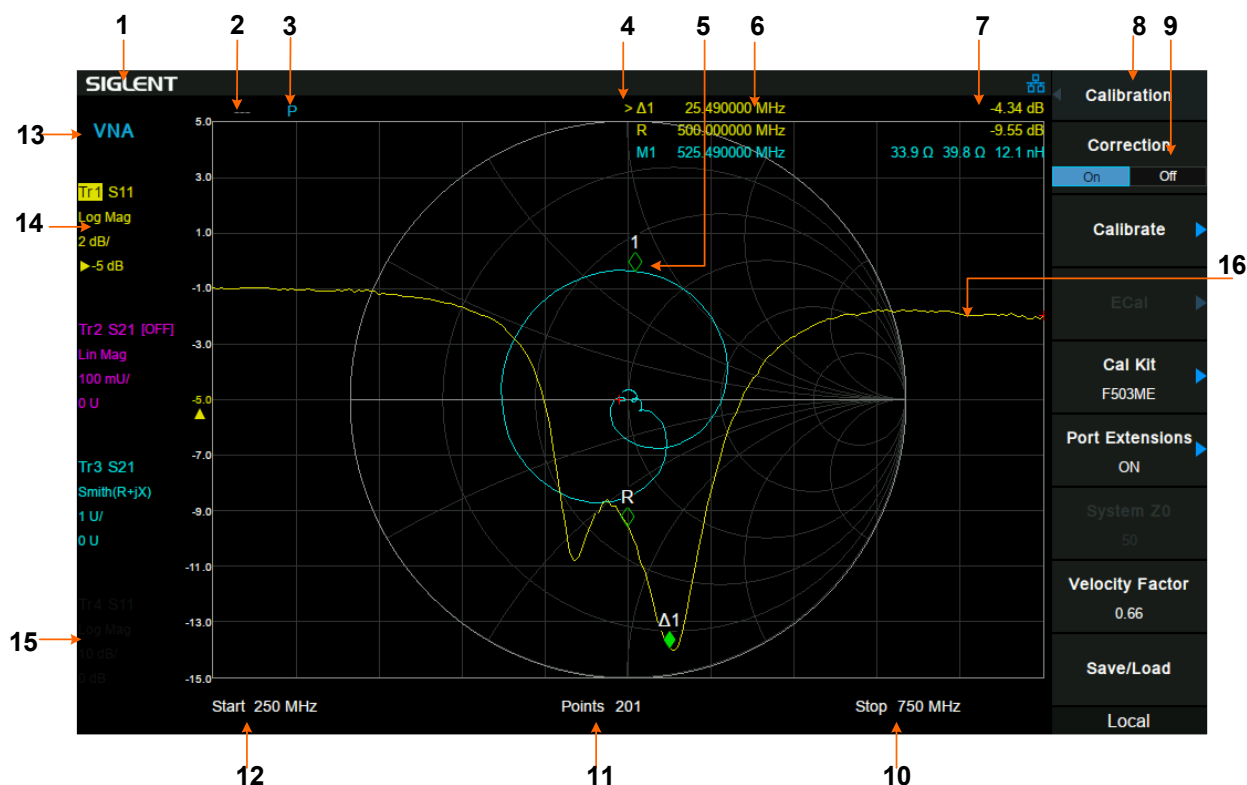 1 2 3 4 5 6 7 8 9
SIGLENT
--- P
> Δ1 25.490000 MHz -4.34 dB
R 500.000000 MHz -9.55 dB
M1 525.490000 MHz 33.9 Ω 39.8 Ω 12.1 nH
13
VNA
14
Tr1 S11
Log Mag
2 dB/
▶-5 dB
Tr2 S21 [OFF]
Lin Mag
100 mU/
0 U
Tr3 S21
Smith(R+jX)
1 U/
0 U
15
Tr4 S11
Log Mag
10 dB/
0 dB
5.0
3.0
1.0
-1.0
-3.0
-5.0
-7.0
-9.0
-11.0
-13.0
-15.0
1
R
Δ1
Start 250 MHz Points 201 Stop 750 MHz
Calibration
Correction
On Off
Calibrate
16
ECal
Cal Kit
F503ME
Port Extensions
ON
System Z0
50
Velocity Factor
0.66
Save/Load
Local
12 11 10